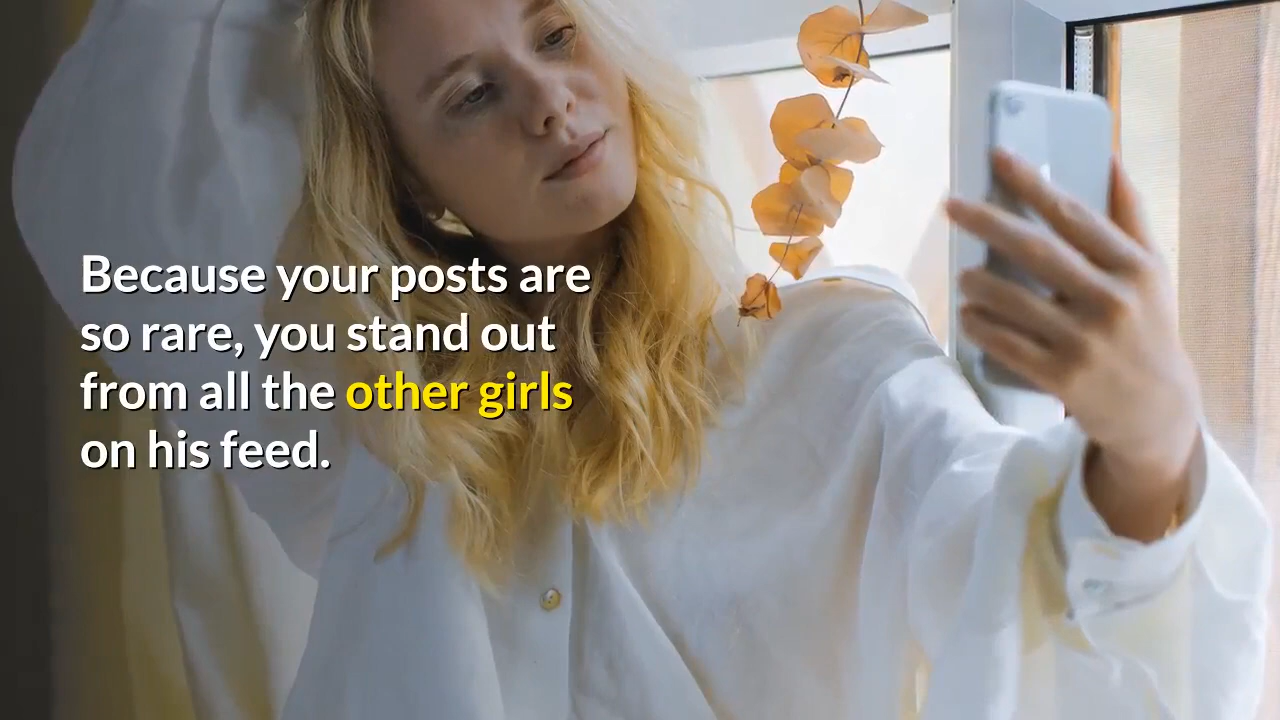 Because your posts are
so rare, you stand out
from all the other girls
on his feed.